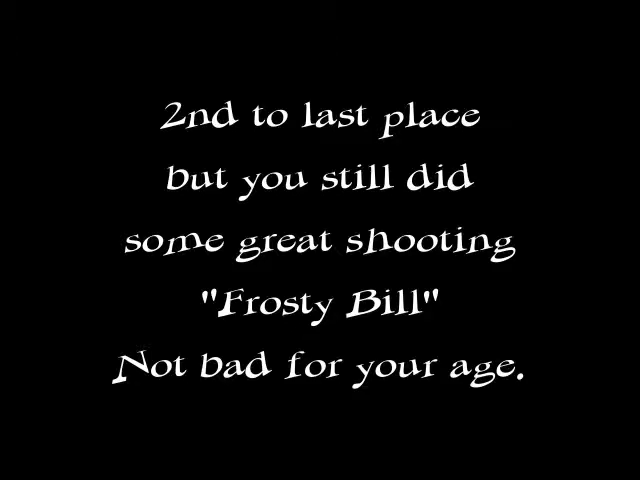 2nd to last place
but you still did
some great shooting
"Frosty Bill"
Not bad for your age.